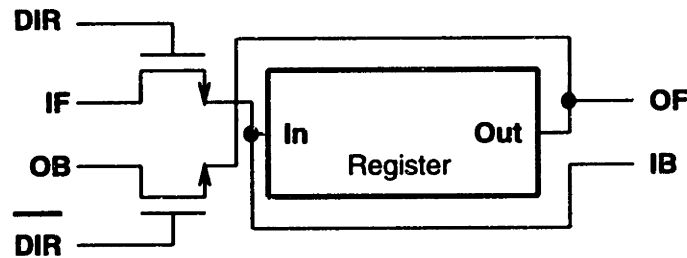 DIR
IF
OF
In
Out
OB
Register
IB
DIR